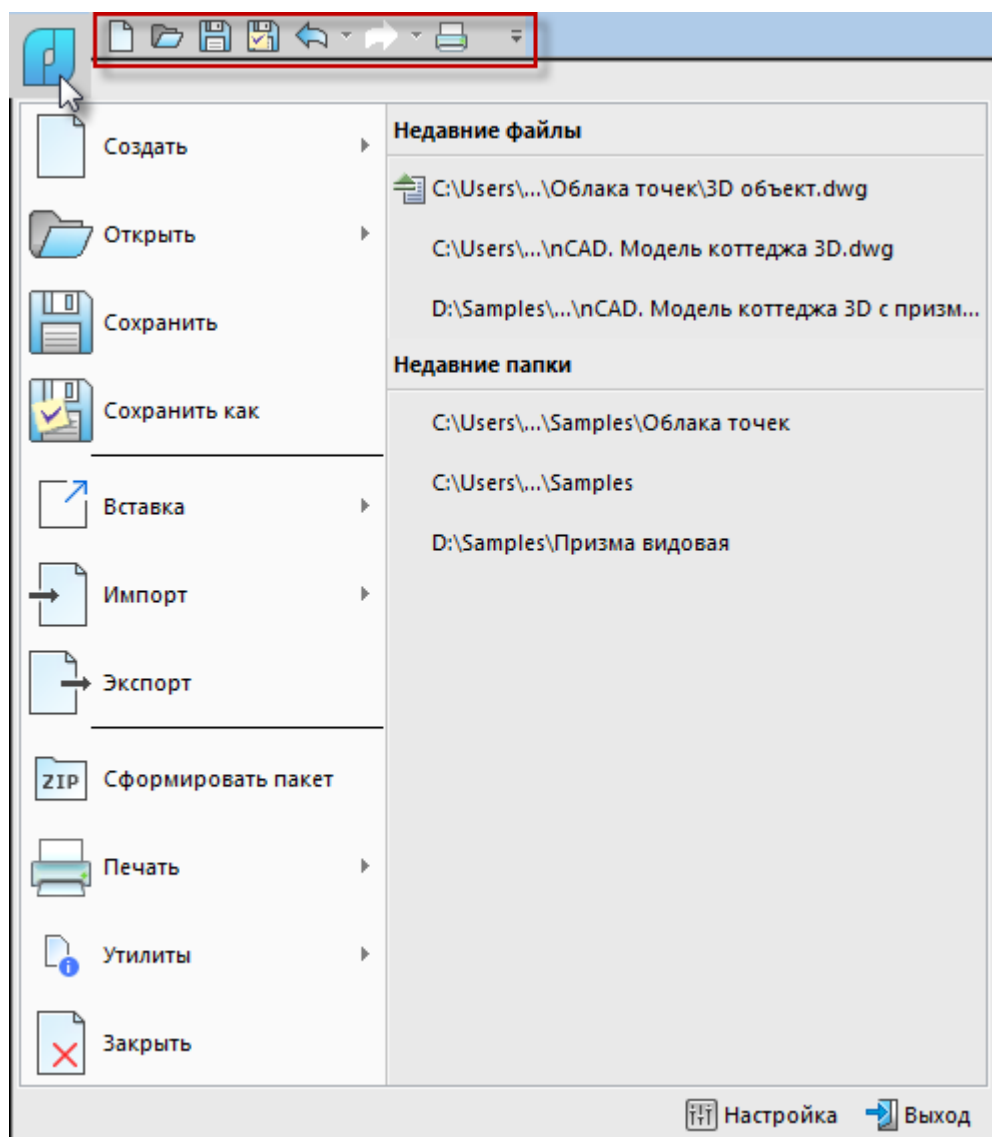 Создать
Открыть
Сохранить
Сохранить как
Вставка
Импорт
Экспорт
ZIP
Сформировать пакет
Печать
Утилиты
Закрыть
Недавние файлы
C:\Users\...\Облака точек\3D объект.dwg
C:\Users\...\nCAD. Модель коттеджа 3D.dwg
D:\Samples\...\nCAD. Модель коттеджа 3D с призм...
Недавние папки
C:\Users\...\Samples\Облака точек
C:\Users\...\Samples
D:\Samples\Призма видовая
Настройка
Выход